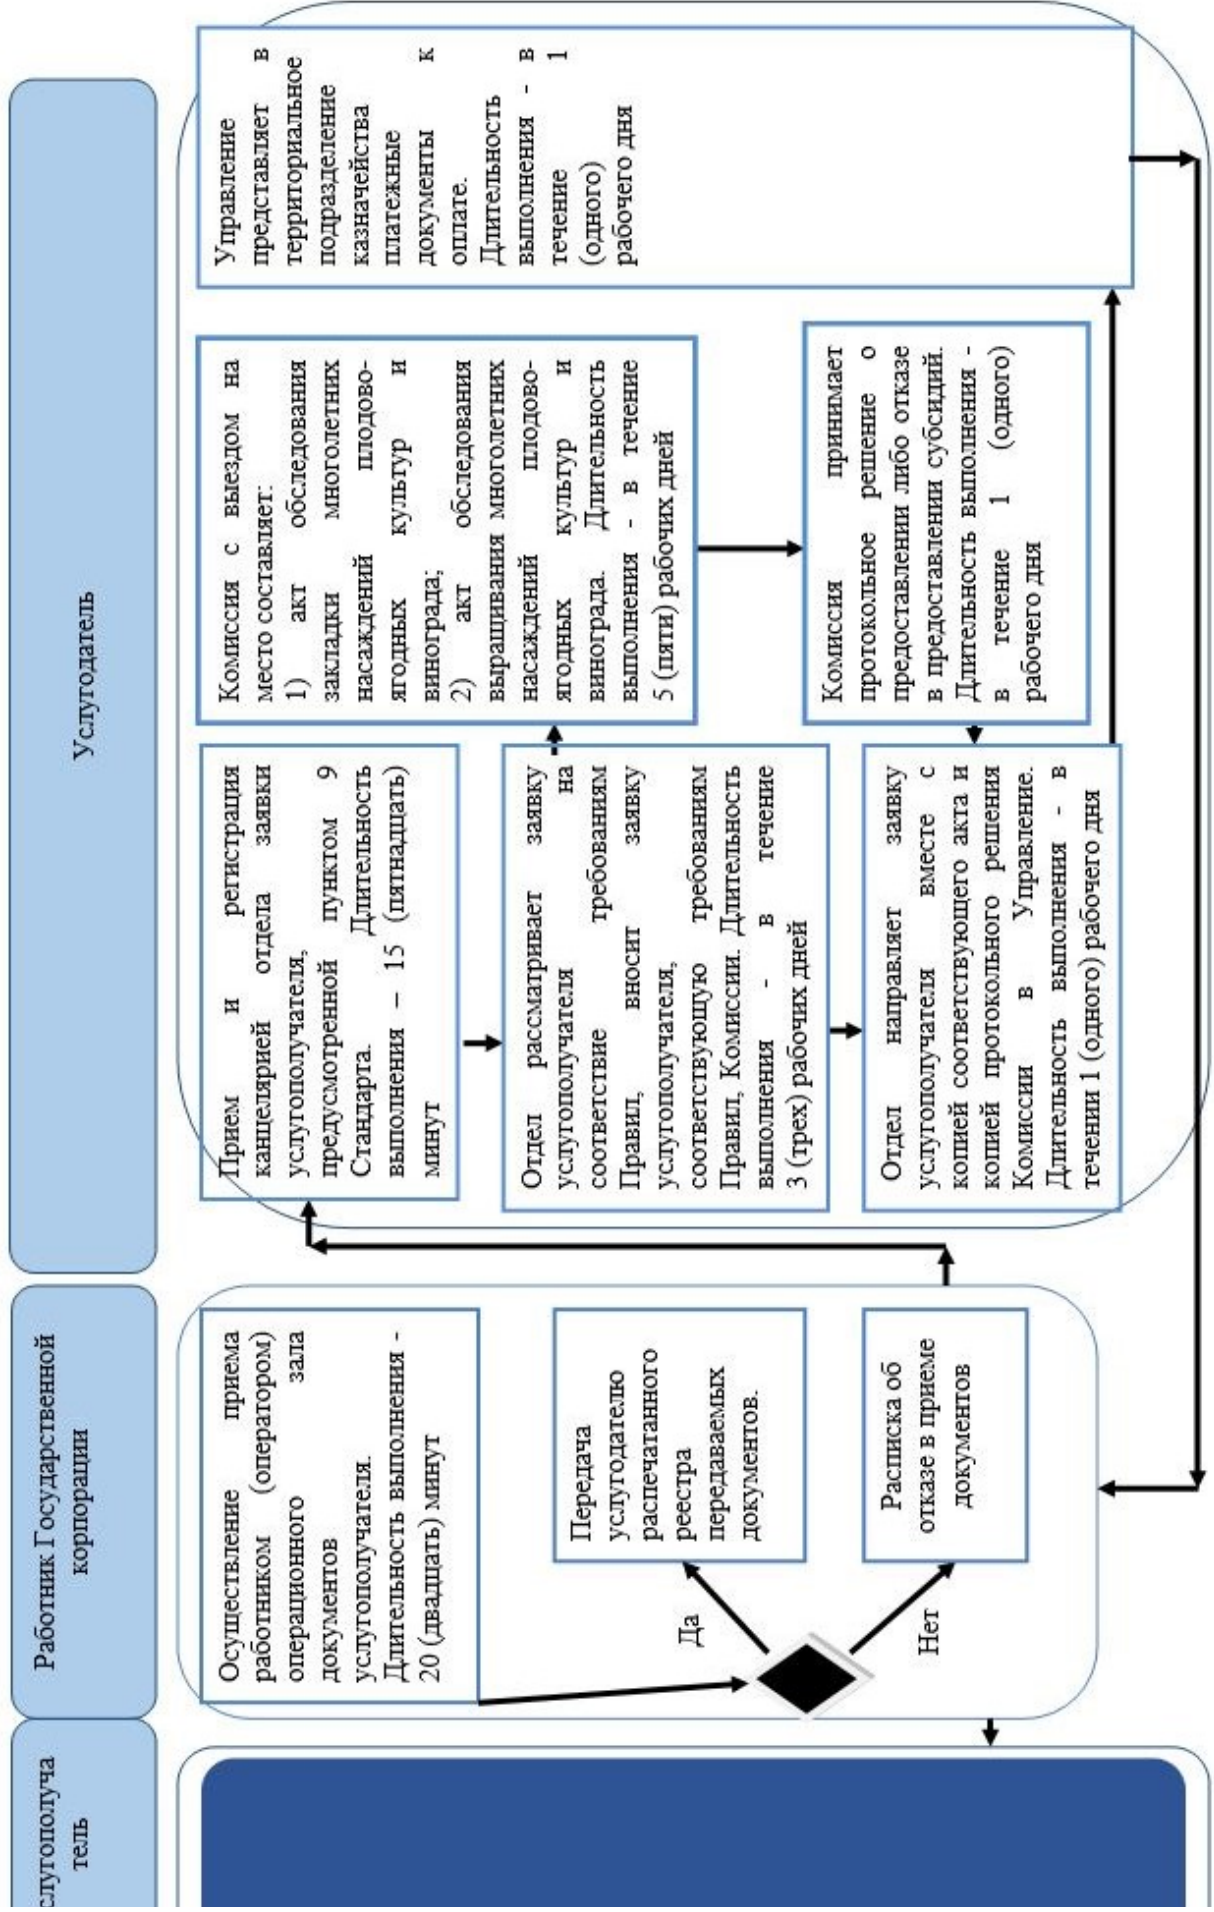 слугополуча
тель
Работник Государственной
корпорации
Услугодатель
Осуществление приема
работником (оператором)
операционного зала
документов
услугополучателя.
Длительность выполнения -
20 (двадцать) минут
Да
Нет
Передача
услугодателю
распечатанного
реестра
передаваемых
документов.
Расписка об
отказе в приеме
документов
Прием и регистрация
канцелярией отдела заявки
услугополучателя,
предусмотренной пунктом 9
Стандарта. Длительность
выполнения – 15 (пятнадцать)
минут
Отдел рассматривает заявку
услугополучателя на
соответствие требованиям
Правил, вносит заявку
услугополучателя,
соответствующую требованиям
Правил, Комиссии. Длительность
выполнения - в течение
3 (трех) рабочих дней
Отдел направляет заявку
услугополучателя вместе с
копией соответствующего акта и
копией протокольного решения
Комиссии в Управление.
Длительность выполнения - в
течении 1 (одного) рабочего дня
Комиссия с выездом на
место составляет:
1) акт обследования
закладки многолетних
насаждений плодово-
ягодных культур и
винограда;
2) акт обследования
выращивания многолетних
насаждений плодово-
ягодных культур и
винограда. Длительность
выполнения - в течение
5 (пяти) рабочих дней
Комиссия принимает
протокольное решение о
предоставлении либо отказе
в предоставлении субсидий.
Длительность выполнения -
в течение 1 (одного)
рабочего дня
Управление
представляет в
территориальное
подразделение
казначейства
платежные
документы к
оплате.
Длительность
выполнения - в
течение 1
(одного)
рабочего дня